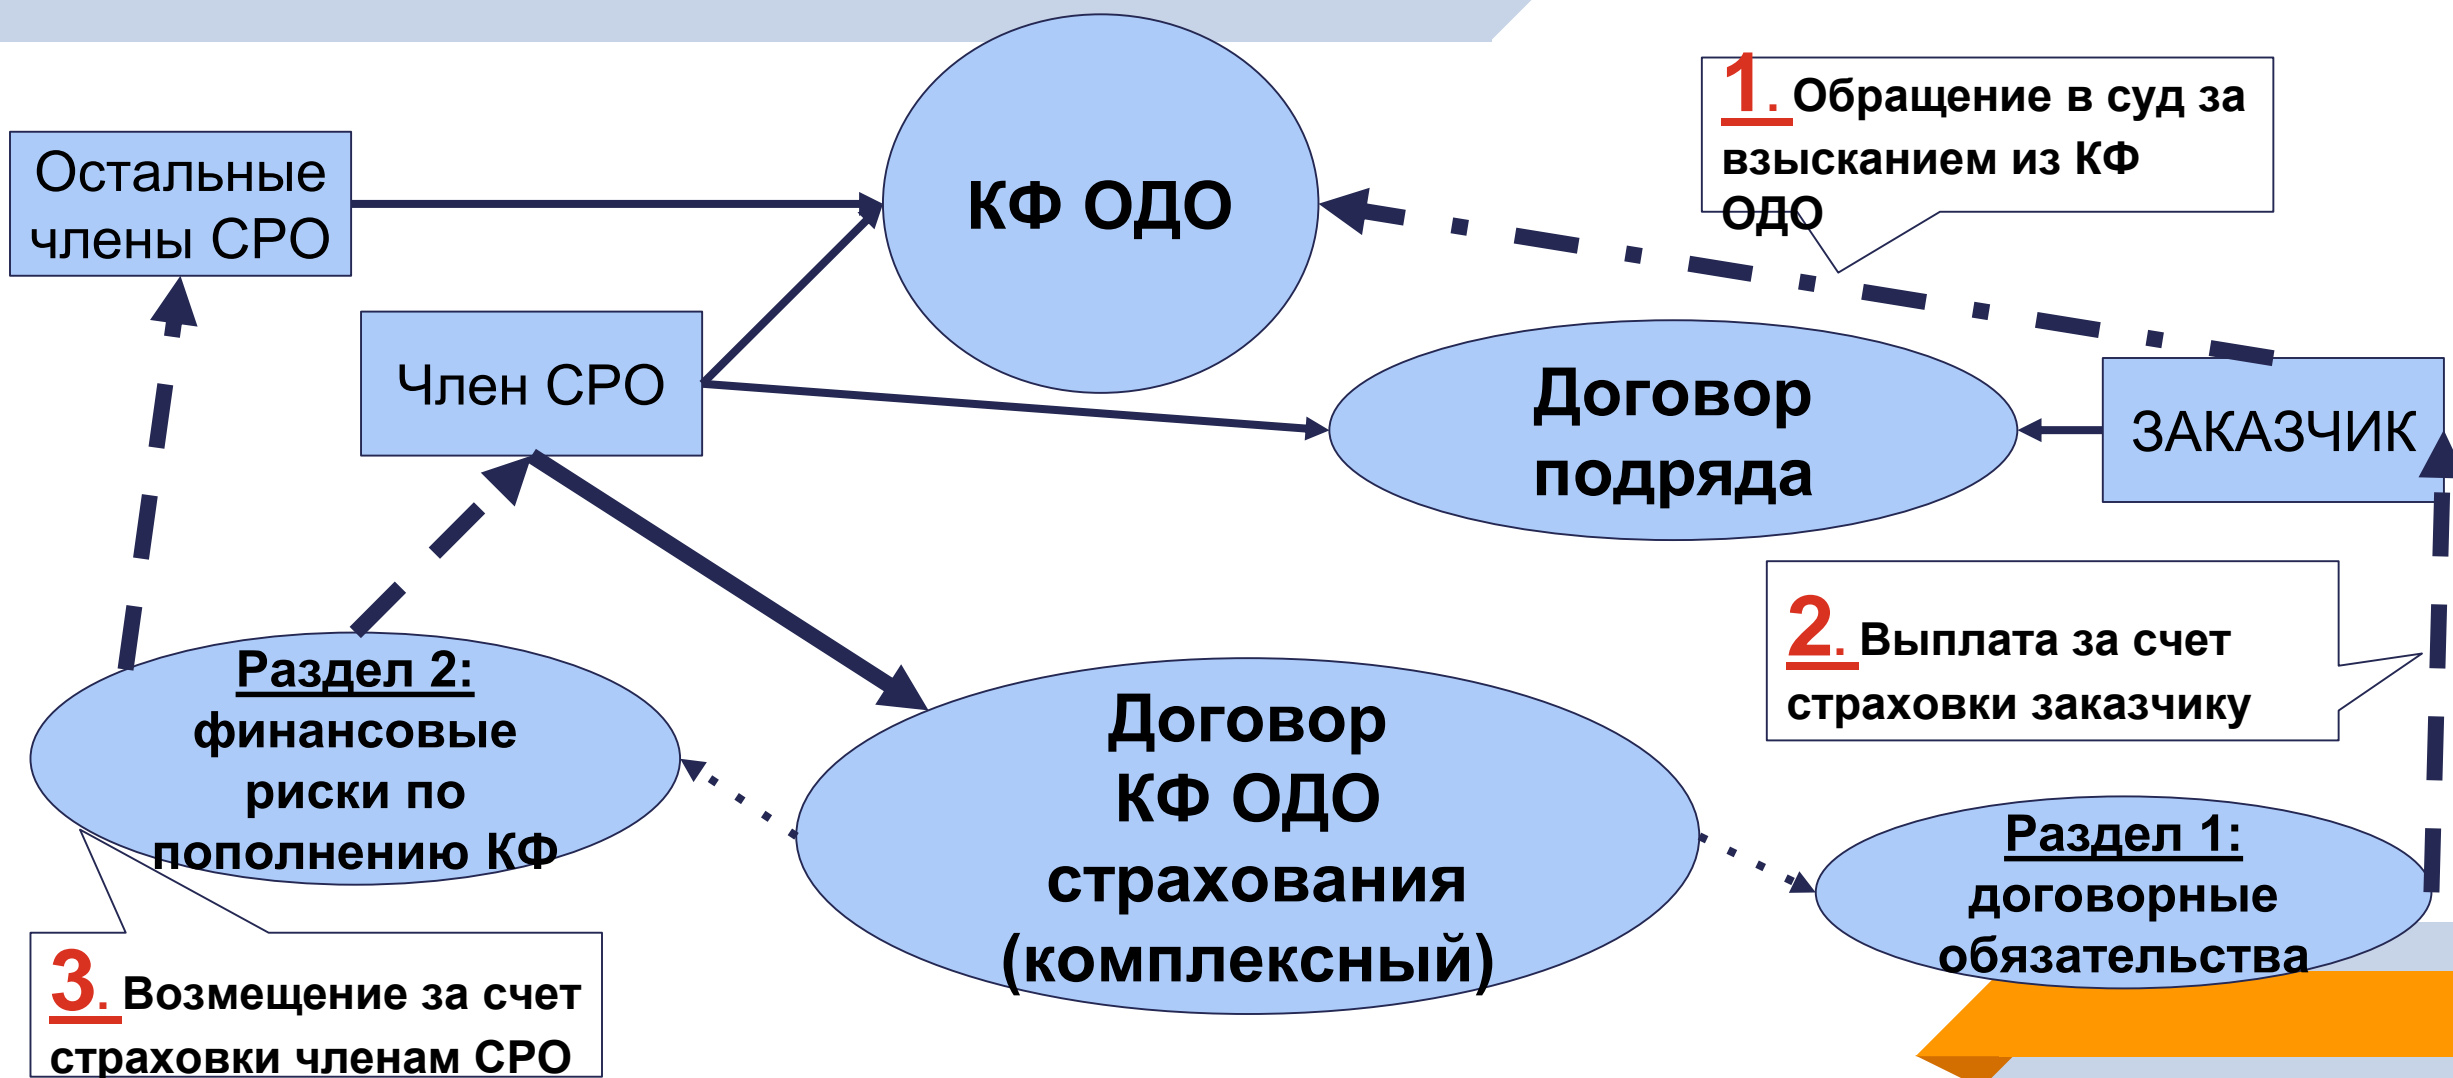 КФ ОДО
1. Обращение в суд за
взысканием из КФ
ОДО
Остальные
члены СРО
Член СРО
Договор
подряда
ЗАКАЗЧИК
2. Выплата за счет
страховки заказчику
Раздел 2:
финансовые
риски по
пополнению КФ
Договор
КФ ОДО
страхования
(комплексный)
Раздел 1:
договорные
обязательства
3. Возмещение за счет
страховки членам СРО